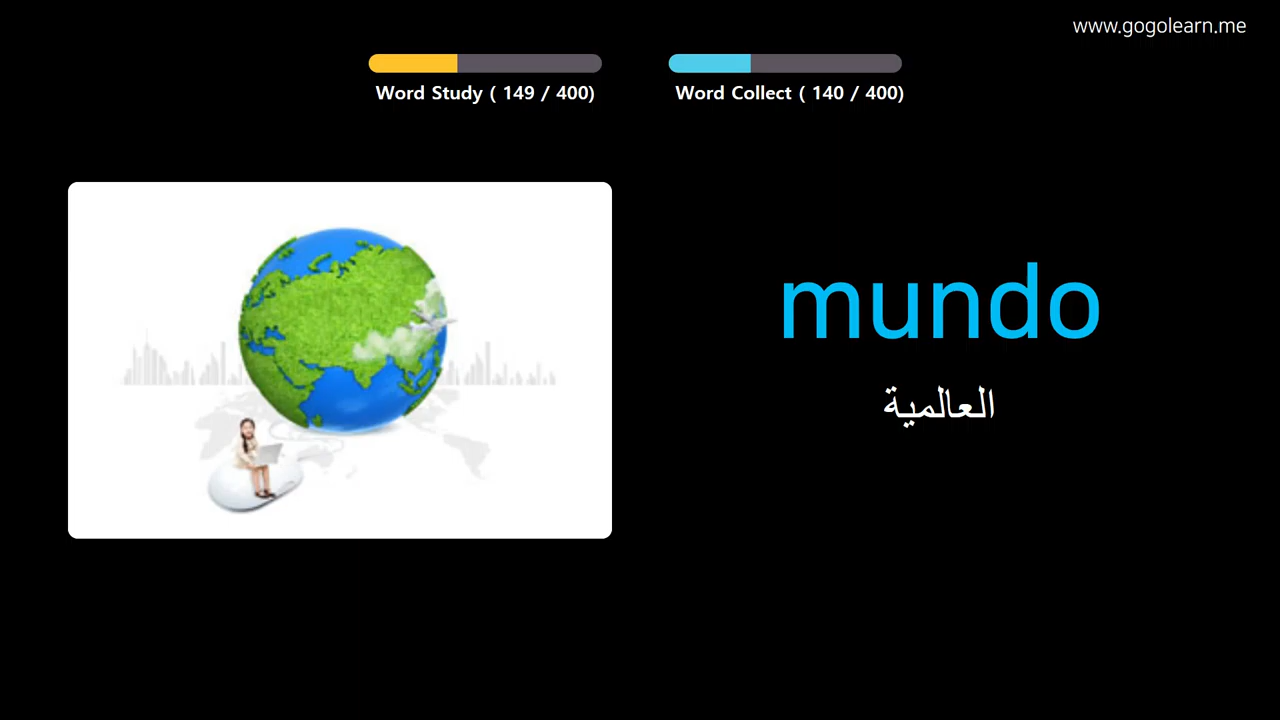 www.gogolearn.me
Word Study ( 149 / 400)
Word Collect ( 140 / 400)
mundo
العالمية